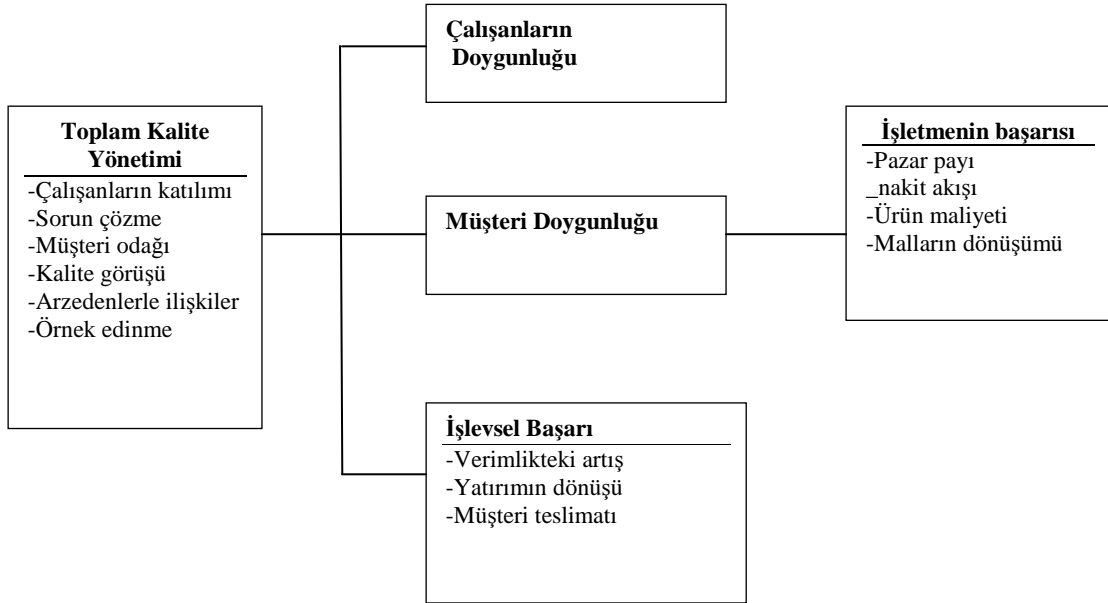 Toplam Kalite
Yönetimi
-Çalışanların katılımı
-Sorun çözme
-Müşteri odağı
-Kalite görüşü
-Arzedenlerle ilişkiler
-Örnek edinme
Çalışanların
Doygunluğu
Müşteri Doygunluğu
İşlevsel Başarı
-Verimlikteki artış
-Yatırımın dönüşü
-Müşteri teslimatı
İşletmenin başarısı
-Pazar payı
_nakit akışı
-Ürün maliyeti
-Malların dönüşümü